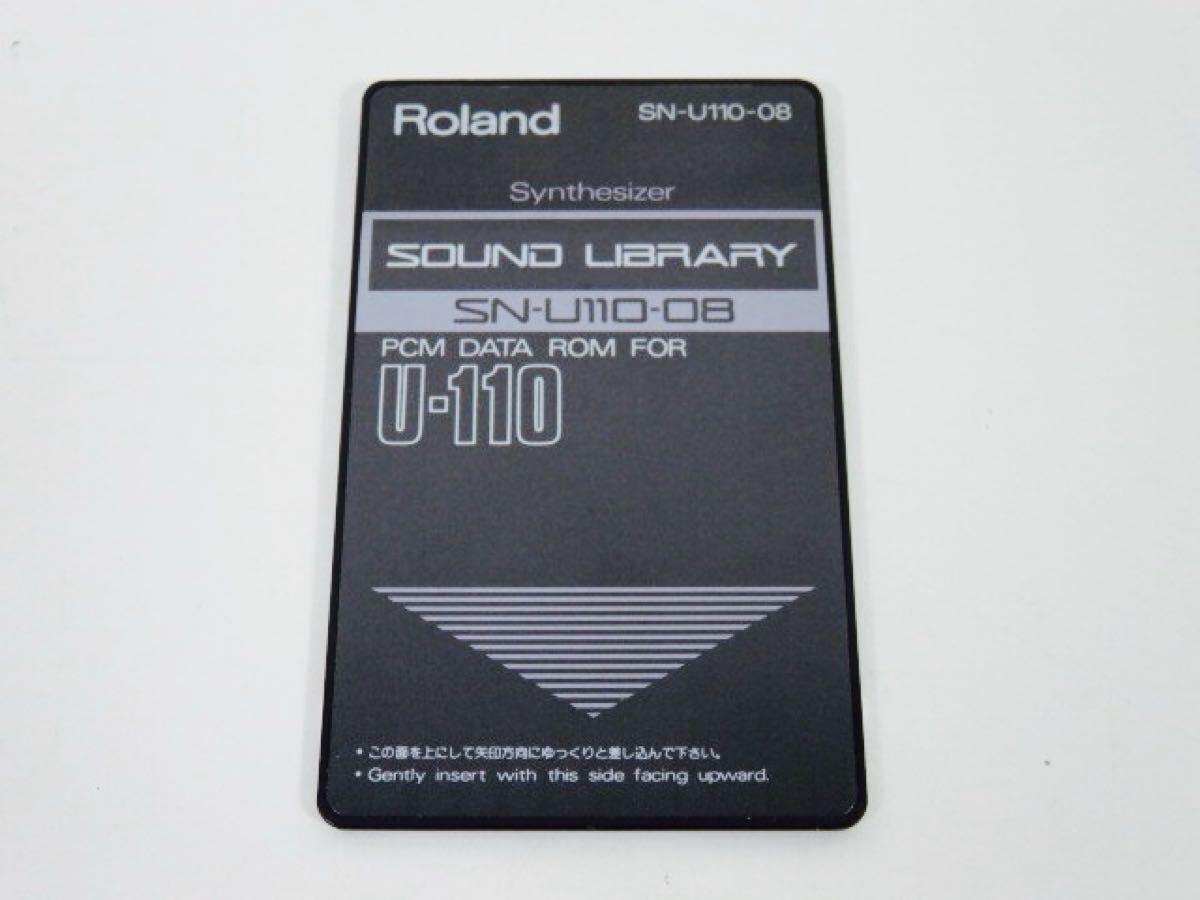 Roland SN-U110-08
Synthesizer
SOUND LIBRARY
SN-U110-08
PCM DATA ROM FOR
U-110
• この面を上にして矢印方向にゆっくりと差し込んで下さい。
• Gently insert with this side facing upward.